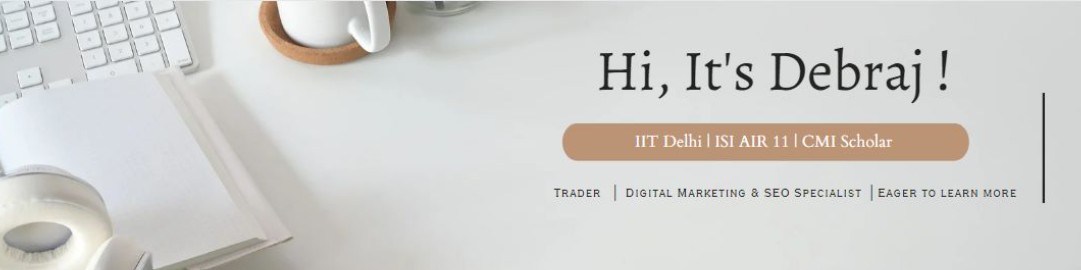 Hi, It's Debraj !
IIT Delhi | ISI AIR 11 | CMI Scholar
Trader | Digital Marketing & SEO Specialist | Eager to learn more